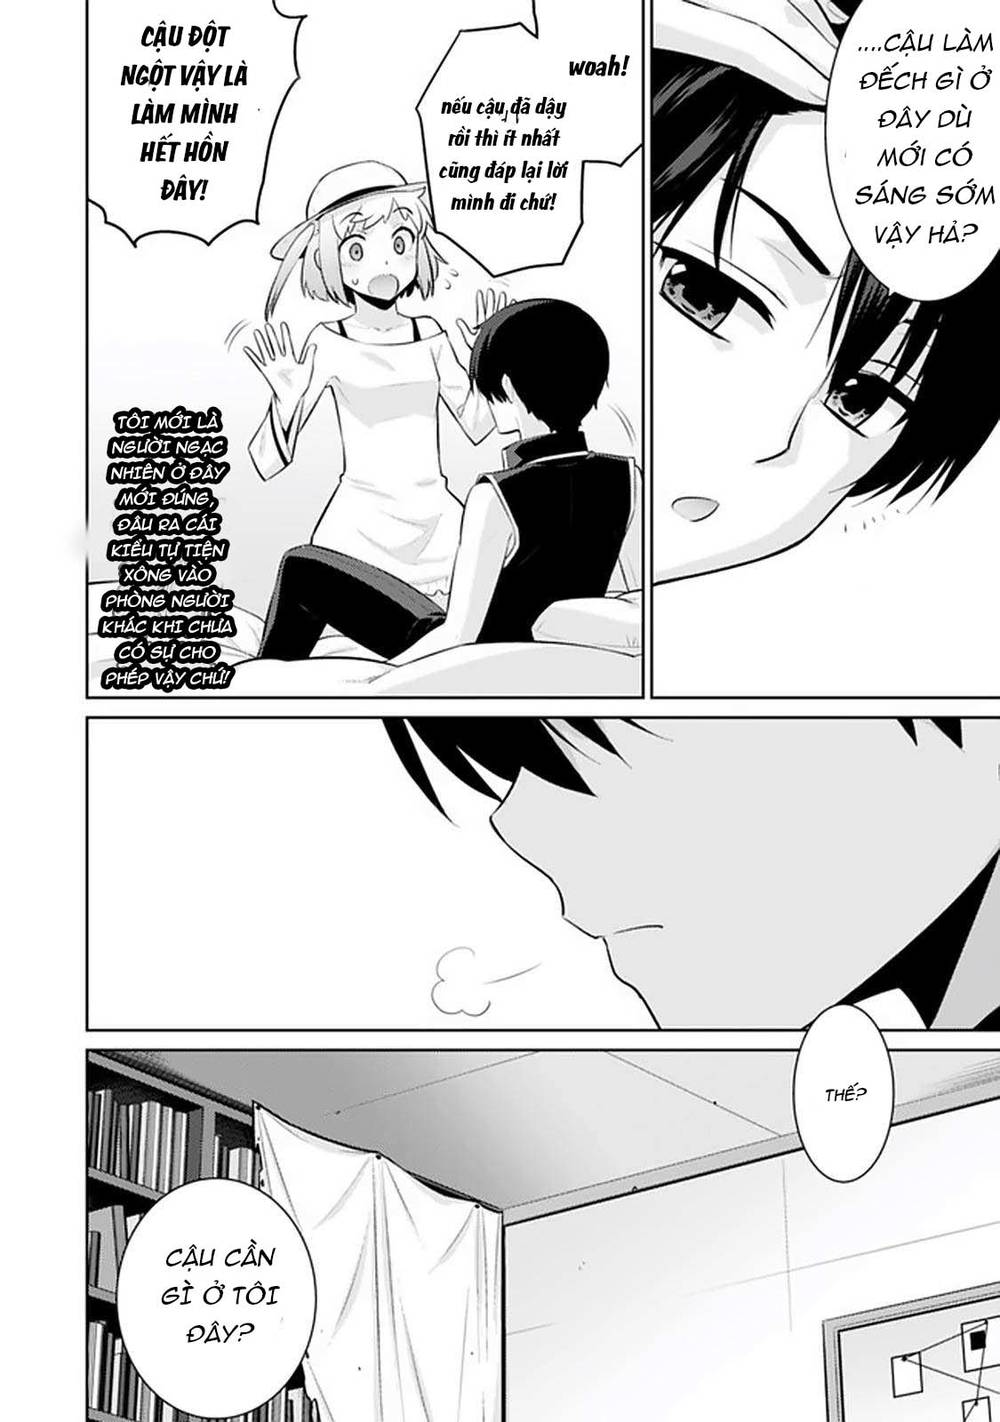 ....CẬU LÀM
ĐẾCH GÌ Ở
ĐÂY DÙ
MỚI CÓ
SÁNG SỚM
VẬY HẢ?
woah!
nếu cậu đã dậy
rồi thì ít nhất
cũng đáp lại lời
mình đi chứ!
CẬU ĐỘT
NGỘT VẬY LÀ
LÀM MÌNH
HẾT HỒN
ĐÂY!
TÔI MỚI LÀ
NGƯỜI NGẠC
NHIÊN Ở ĐÂY
MỚI ĐÚNG,
ĐÂU RA CÁI
KIỂU TỰ TIỆN
XÔNG VÀO
PHÒNG NGƯỜI
KHÁC KHI CHƯA
CÓ SỰ CHO
PHÉP VẬY CHỨ!
THẾ?
CẬU CẦN
GÌ Ở TÔI
ĐÂY?